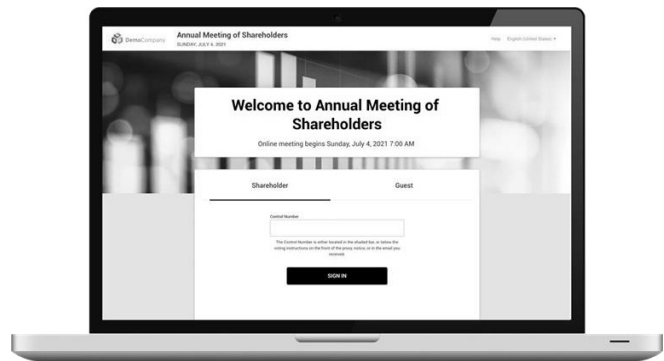 DemoCompany
Annual Meeting of Shareholders
SUNDAY, JULY 4, 2021
Help
English (United States)
Welcome to Annual Meeting of
Shareholders
Online meeting begins Sunday, July 4, 2021 7:00 AM
Shareholder
Guest
Control Number
The Control Number is either located in the shaded bar, or below the
voting instructions on the front of the proxy notice, or in the email you
received.
SIGN IN